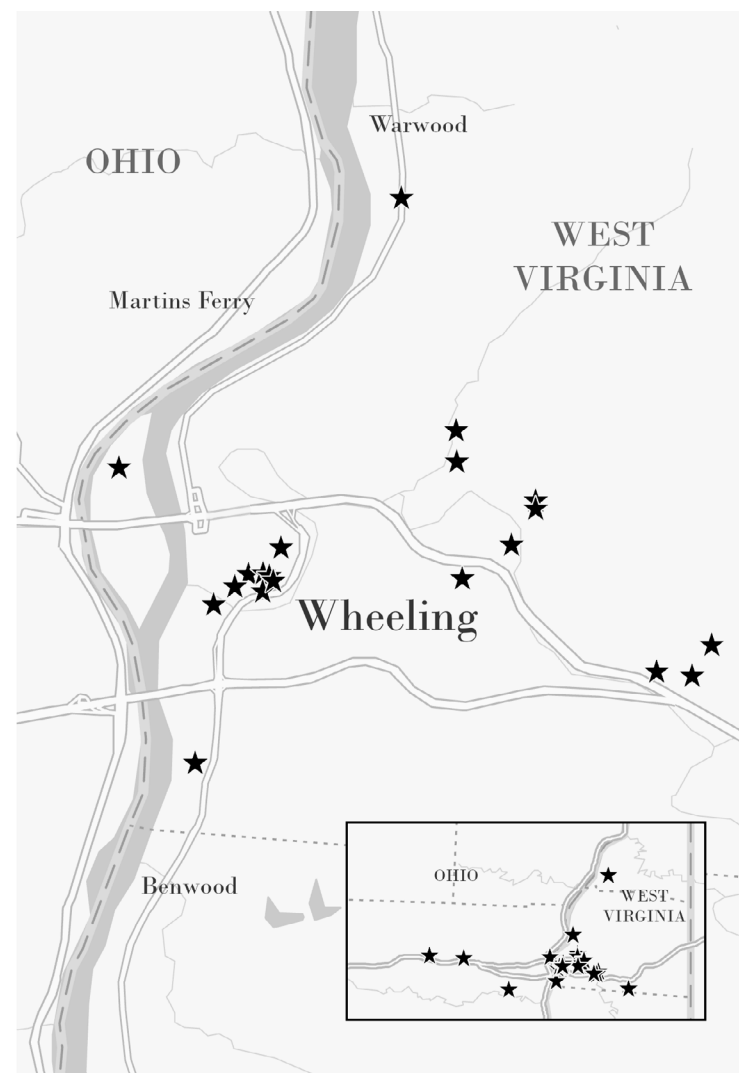 Warwood
OHIO
WEST
VIRGINIA
Martins Ferry
Wheeling
Benwood
OHIO
WEST
VIRGINIA